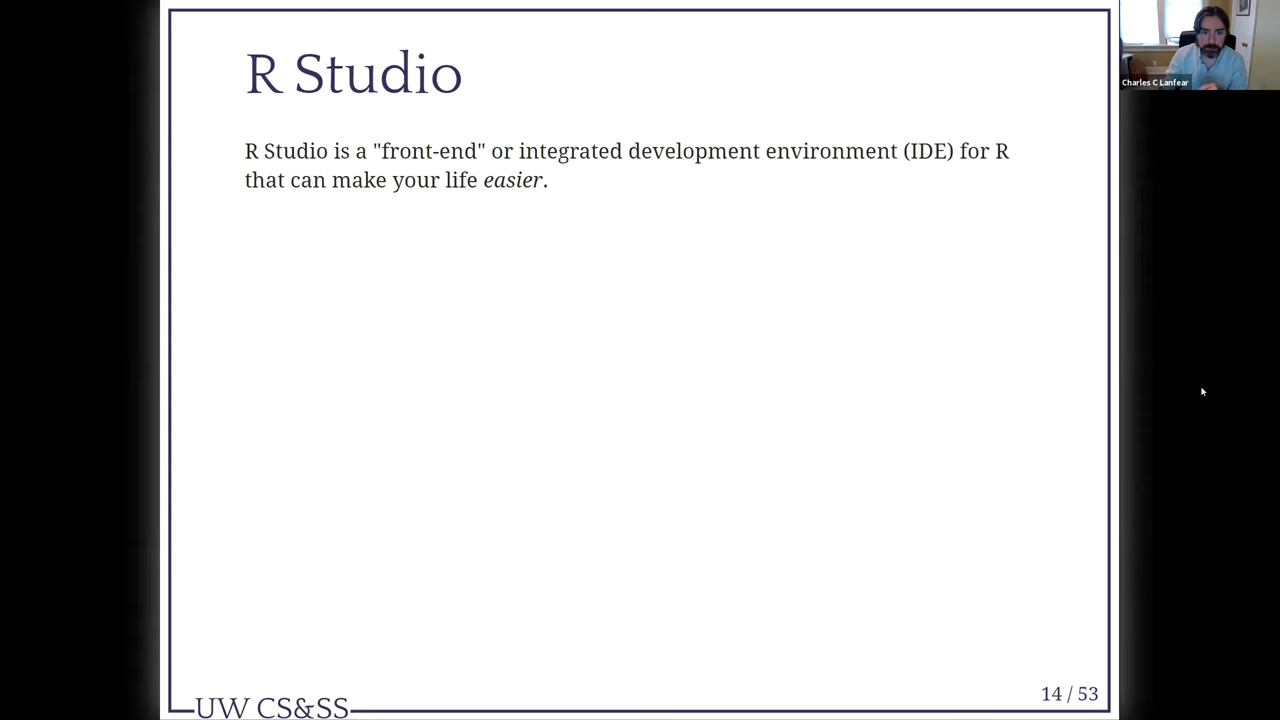 R Studio
R Studio is a "front-end" or integrated development environment (IDE) for R
that can make your life easier.
UW CS&SS
14 / 53
Charles C Lanfear